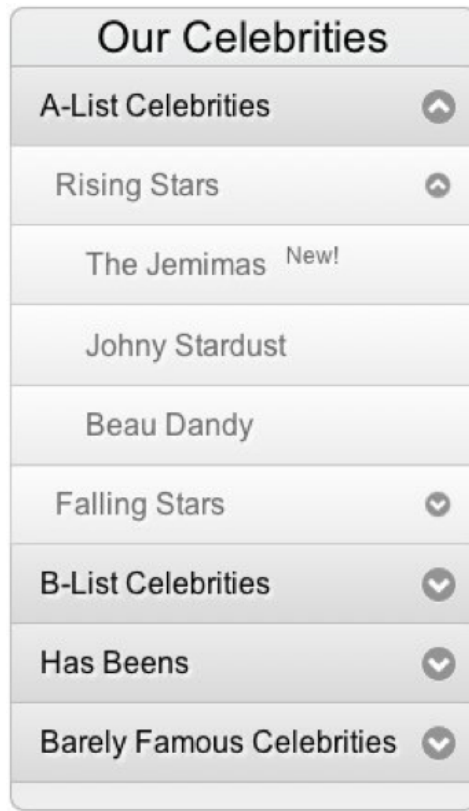 Our Celebrities
A-List Celebrities
Rising Stars
The Jemimas New!
Johny Stardust
Beau Dandy
Falling Stars
B-List Celebrities
Has Beens
Barely Famous Celebrities